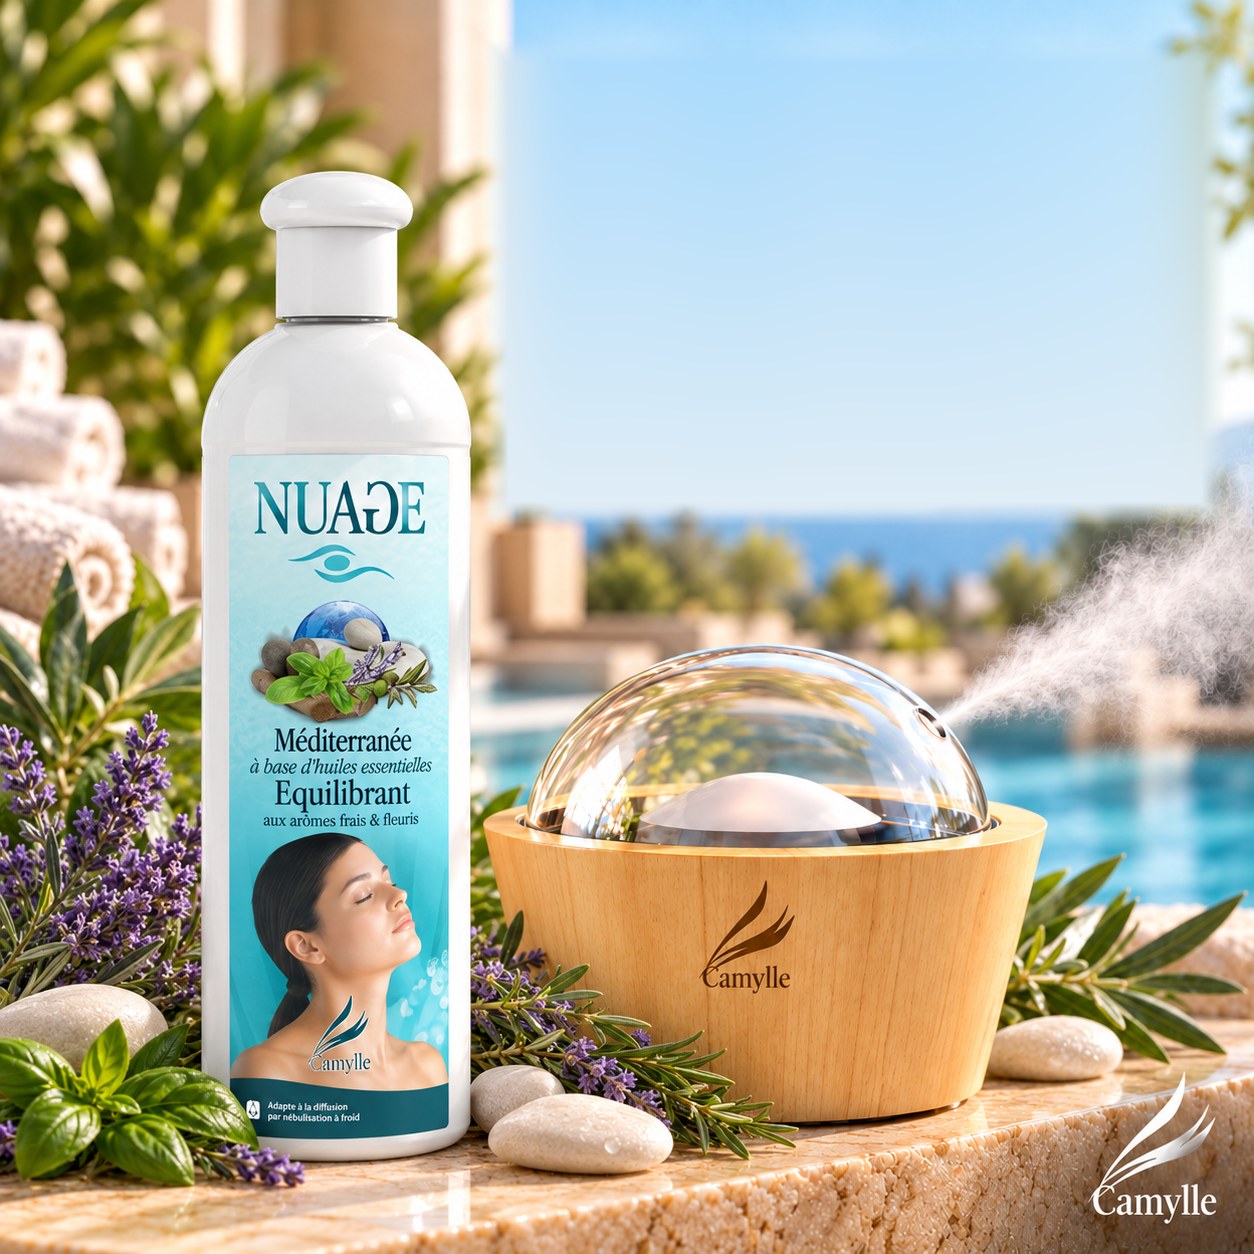 NUAGE
Méditerranée
à base d'huiles essentielles
Equilibrant
aux arômes frais & fleuris
Camylle
Adapte à la diffusion
par nébulisation à froid
Camylle
Camylle